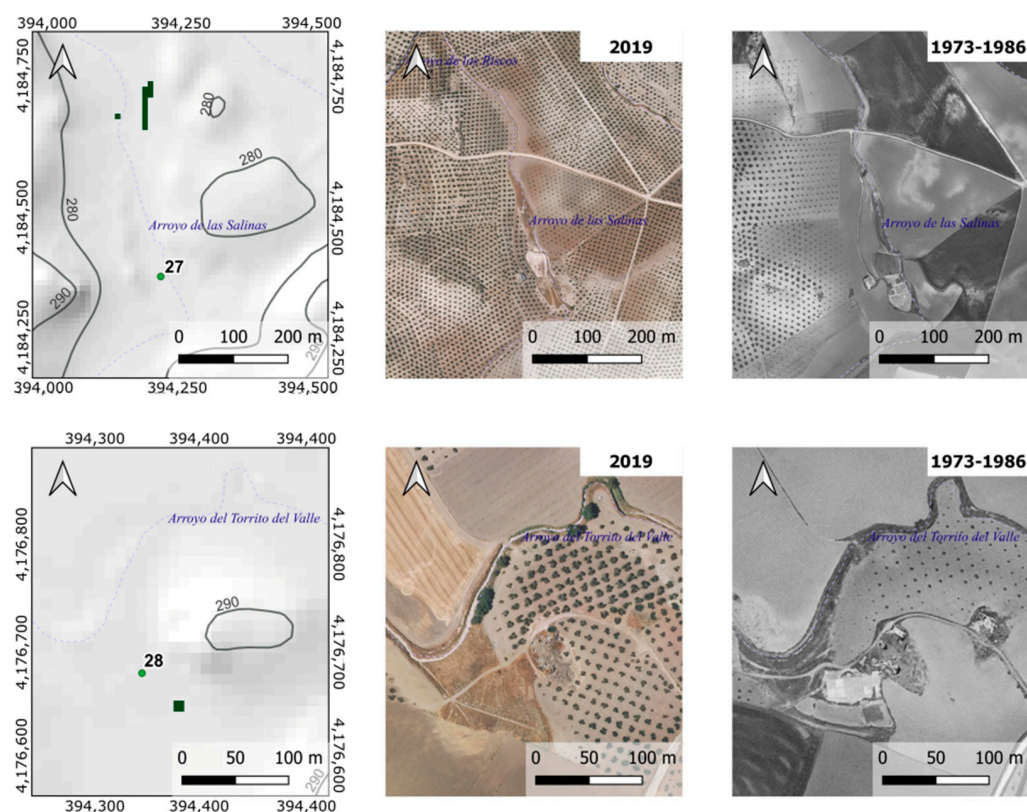 394,000 394,250 394,500
4,184,750
4,184,500
4,184,250
4,184,750
4,184,500
4,184,250
280
280
280
290
290
Arroyo de las Salinas
27
0 100 200 m
394,000 394,250 394,500
2019
Arroyo de los Riscos
Arroyo de las Salinas
0 100 200 m
1973-1986
Arroyo de las Salinas
0 100 200 m
394,300 394,400 394,400
4,176,800
4,176,700
4,176,600
4,176,800
4,176,700
4,176,600
Arroyo del Torrito del Valle
290
28
290
0 50 100 m
394,300 394,400 394,400
2019
Arroyo del Torrito del Valle
0 50 100 m
1973-1986
Arroyo del Torrito del Valle
0 50 100 m